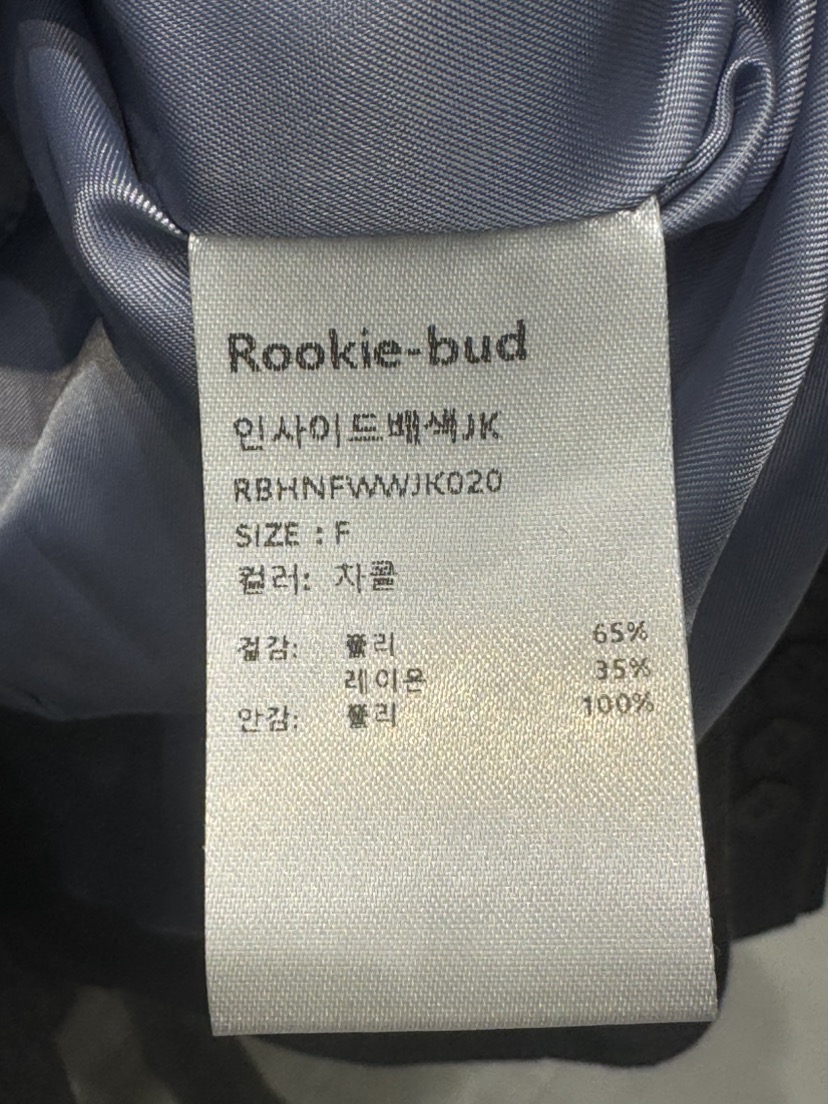 Rookie-bud
인사이드배색JK
RBHNFWWJK020
SIZE : F
컬러: 차콜
겉감: 폴리 65%
레이온 35%
안감: 폴리 100%